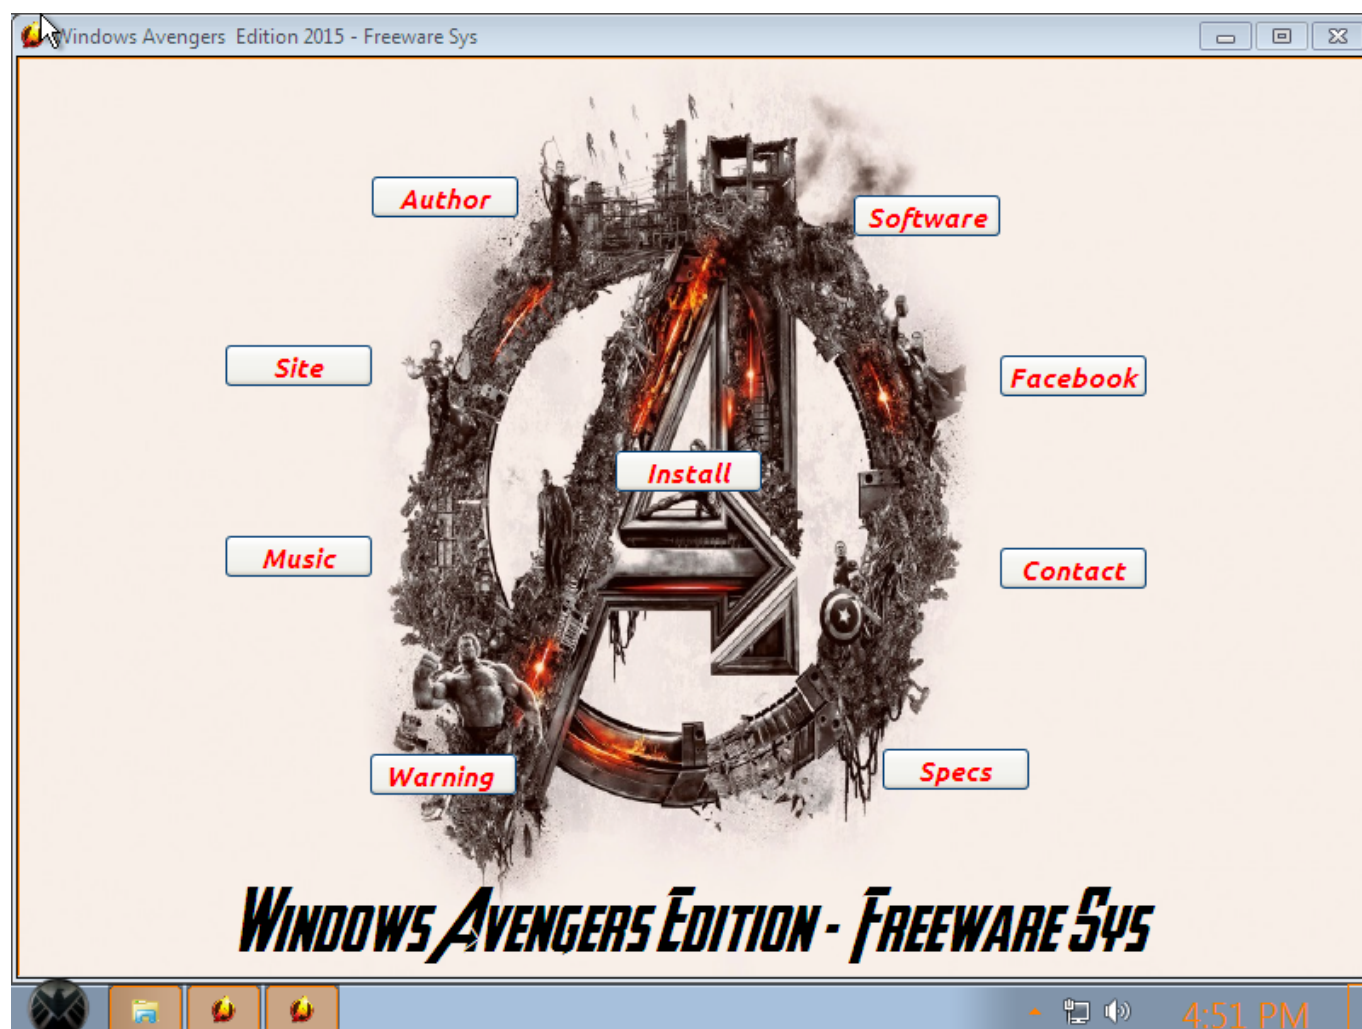 Windows Avengers  Edition 2015 - Freeware Sys
Author
Software
Site
Facebook
Install
Music
Contact
Warning
Specs
WINDOWS AVENGERS EDITION - FREEWARE SYS
4:51 PM